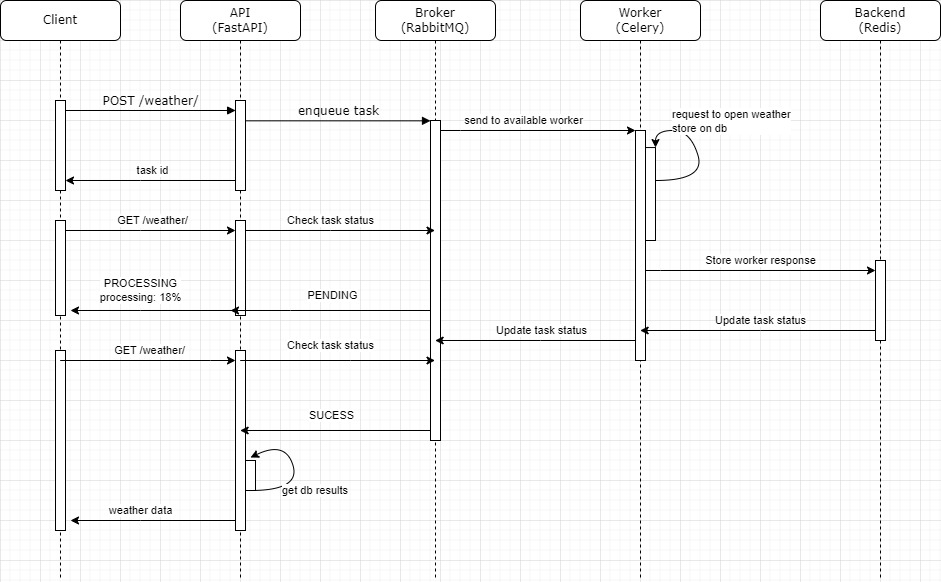 Client
API
(FastAPI)
Broker
(RabbitMQ)
Worker
(Celery)
Backend
(Redis)
POST /weather/
enqueue task
send to available worker
request to open weather
store on db
task id
GET /weather/
Check task status
Store worker response
PROCESSING
processing: 18%
PENDING
Update task status
Update task status
GET /weather/
Check task status
SUCESS
get db results
weather data